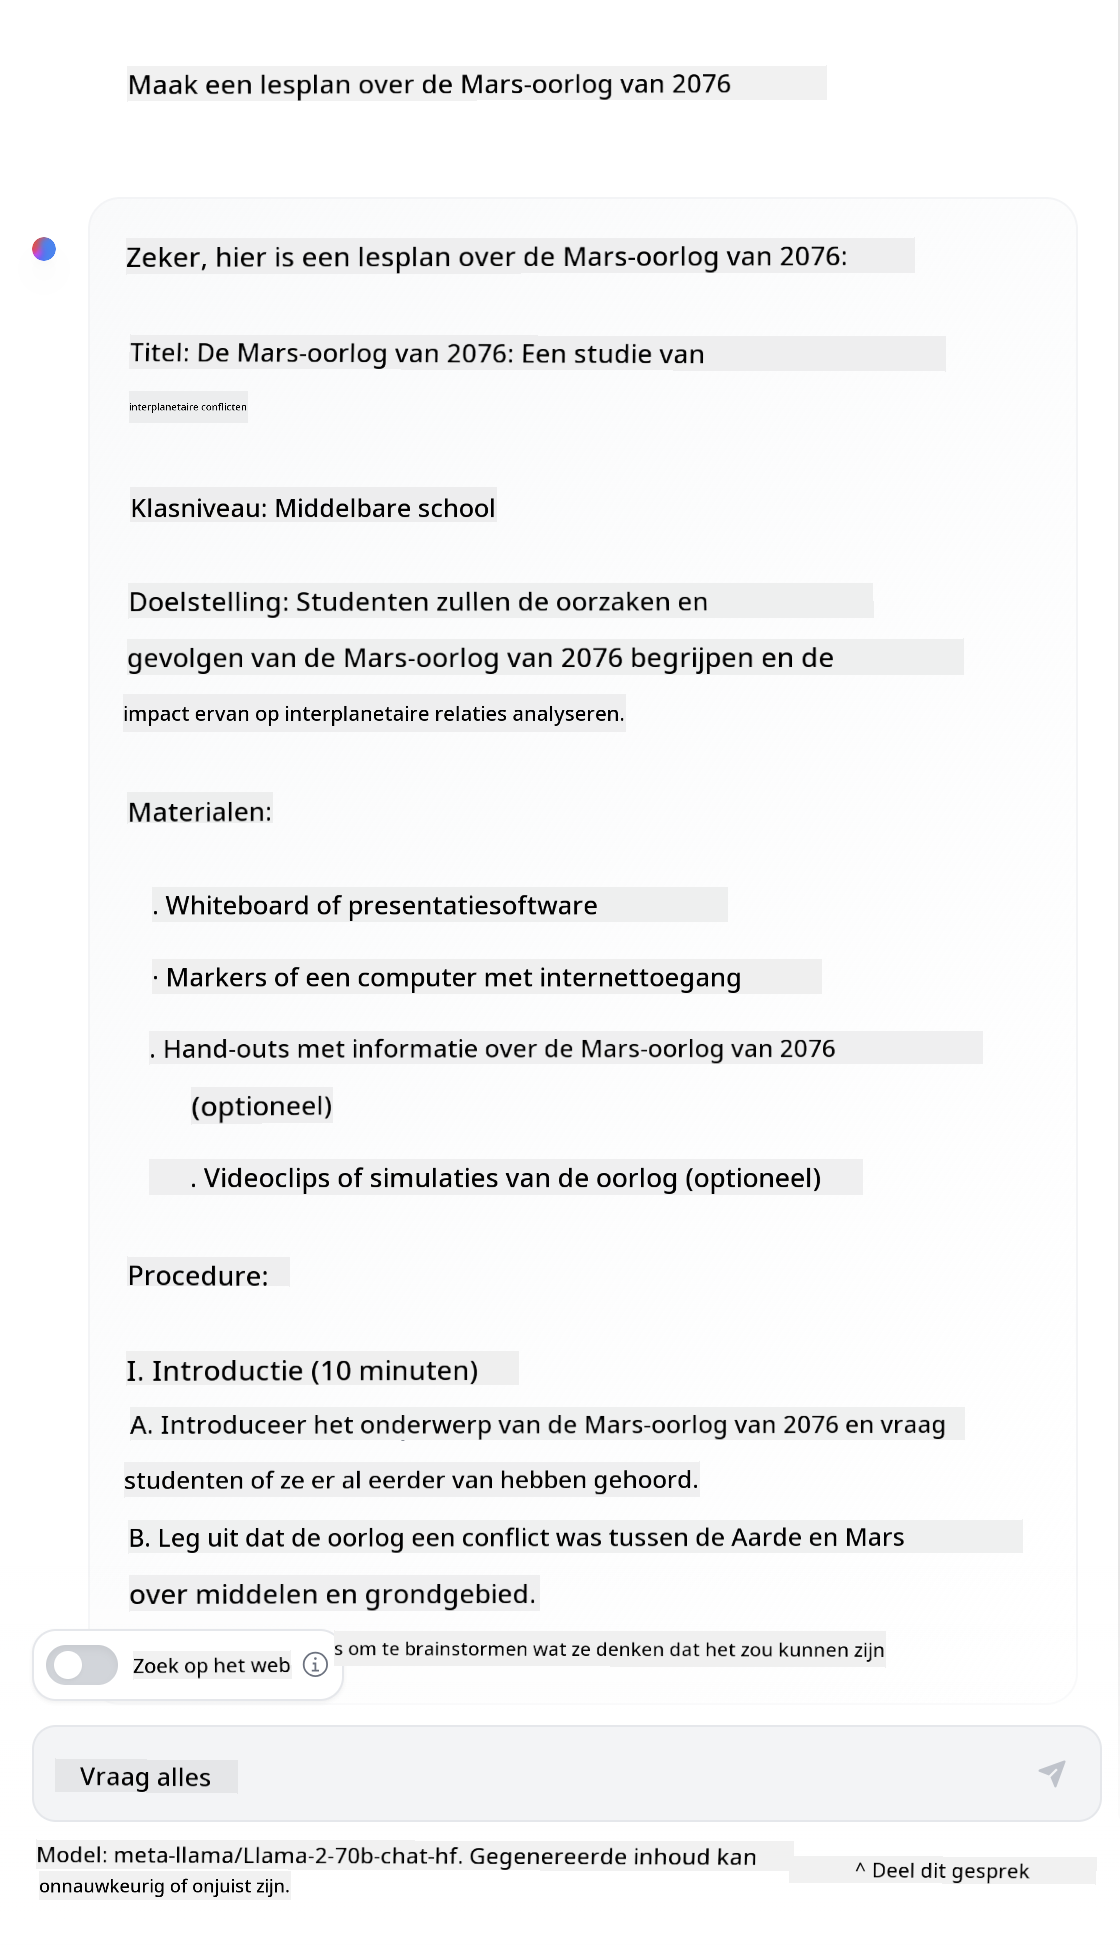 Maak een lesplan over de Mars-oorlog van 2076
Zeker, hier is een lesplan over de Mars-oorlog van 2076:
Titel: De Mars-oorlog van 2076: Een studie van
interplanetaire conflicten
Klasniveau: Middelbare school
Doelstelling: Studenten zullen de oorzaken en
gevolgen van de Mars-oorlog van 2076 begrijpen en de
impact ervan op interplanetaire relaties analyseren.
Materialen:
. Whiteboard of presentatiesoftware
· Markers of een computer met internettoegang
. Hand-outs met informatie over de Mars-oorlog van 2076
(optioneel)
. Videoclips of simulaties van de oorlog (optioneel)
Procedure:
I. Introductie (10 minuten)
A. Introduceer het onderwerp van de Mars-oorlog van 2076 en vraag
studenten of ze er al eerder van hebben gehoord.
B. Leg uit dat de oorlog een conflict was tussen de Aarde en Mars
over middelen en grondgebied.
s om te brainstormen wat ze denken dat het zou kunnen zijn
Zoek op het web
Vraag alles
Model: meta-llama/Llama-2-70b-chat-hf. Gegenereerde inhoud kan
onnauwkeurig of onjuist zijn.
^ Deel dit gesprek